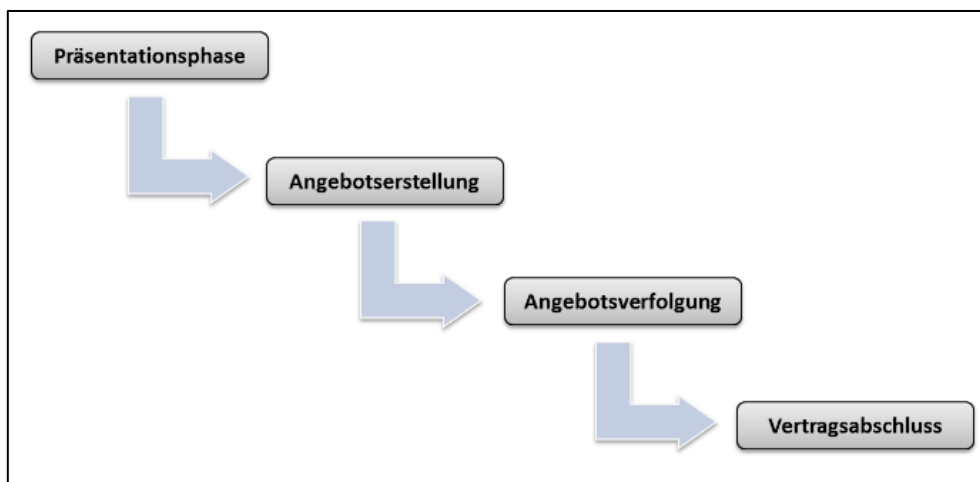 Präsentationsphase
Angebotserstellung
Angebotsverfolgung
Vertragsabschluss